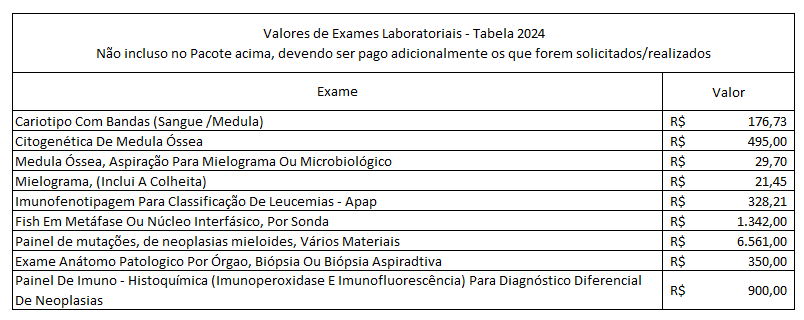 Valores de Exames Laboratoriais - Tabela 2024
Não incluso no Pacote acima, devendo ser pago adicionalmente os que forem solicitados/realizados
Exame Valor
Cariotipo Com Bandas (Sangue /Medula) R$ 176,73
Citogenética De Medula Óssea R$ 495,00
Medula Óssea, Aspiração Para Mielograma Ou Microbiológico R$ 29,70
Mielograma, (Inclui A Colheita) R$ 21,45
Imunofenotipagem Para Classificação De Leucemias - Apap R$ 328,21
Fish Em Metáfase Ou Núcleo Interfásico, Por Sonda R$ 1.342,00
Painel de mutações, de neoplasias mieloides, Vários Materiais R$ 6.561,00
Exame Anátomo Patologico Por Órgao, Biópsia Ou Biópsia Aspiradtiva R$ 350,00
Painel De Imuno - Histoquímica (Imunoperoxidase E Imunofluorescência) Para Diagnóstico Diferencial
De Neoplasias R$ 900,00